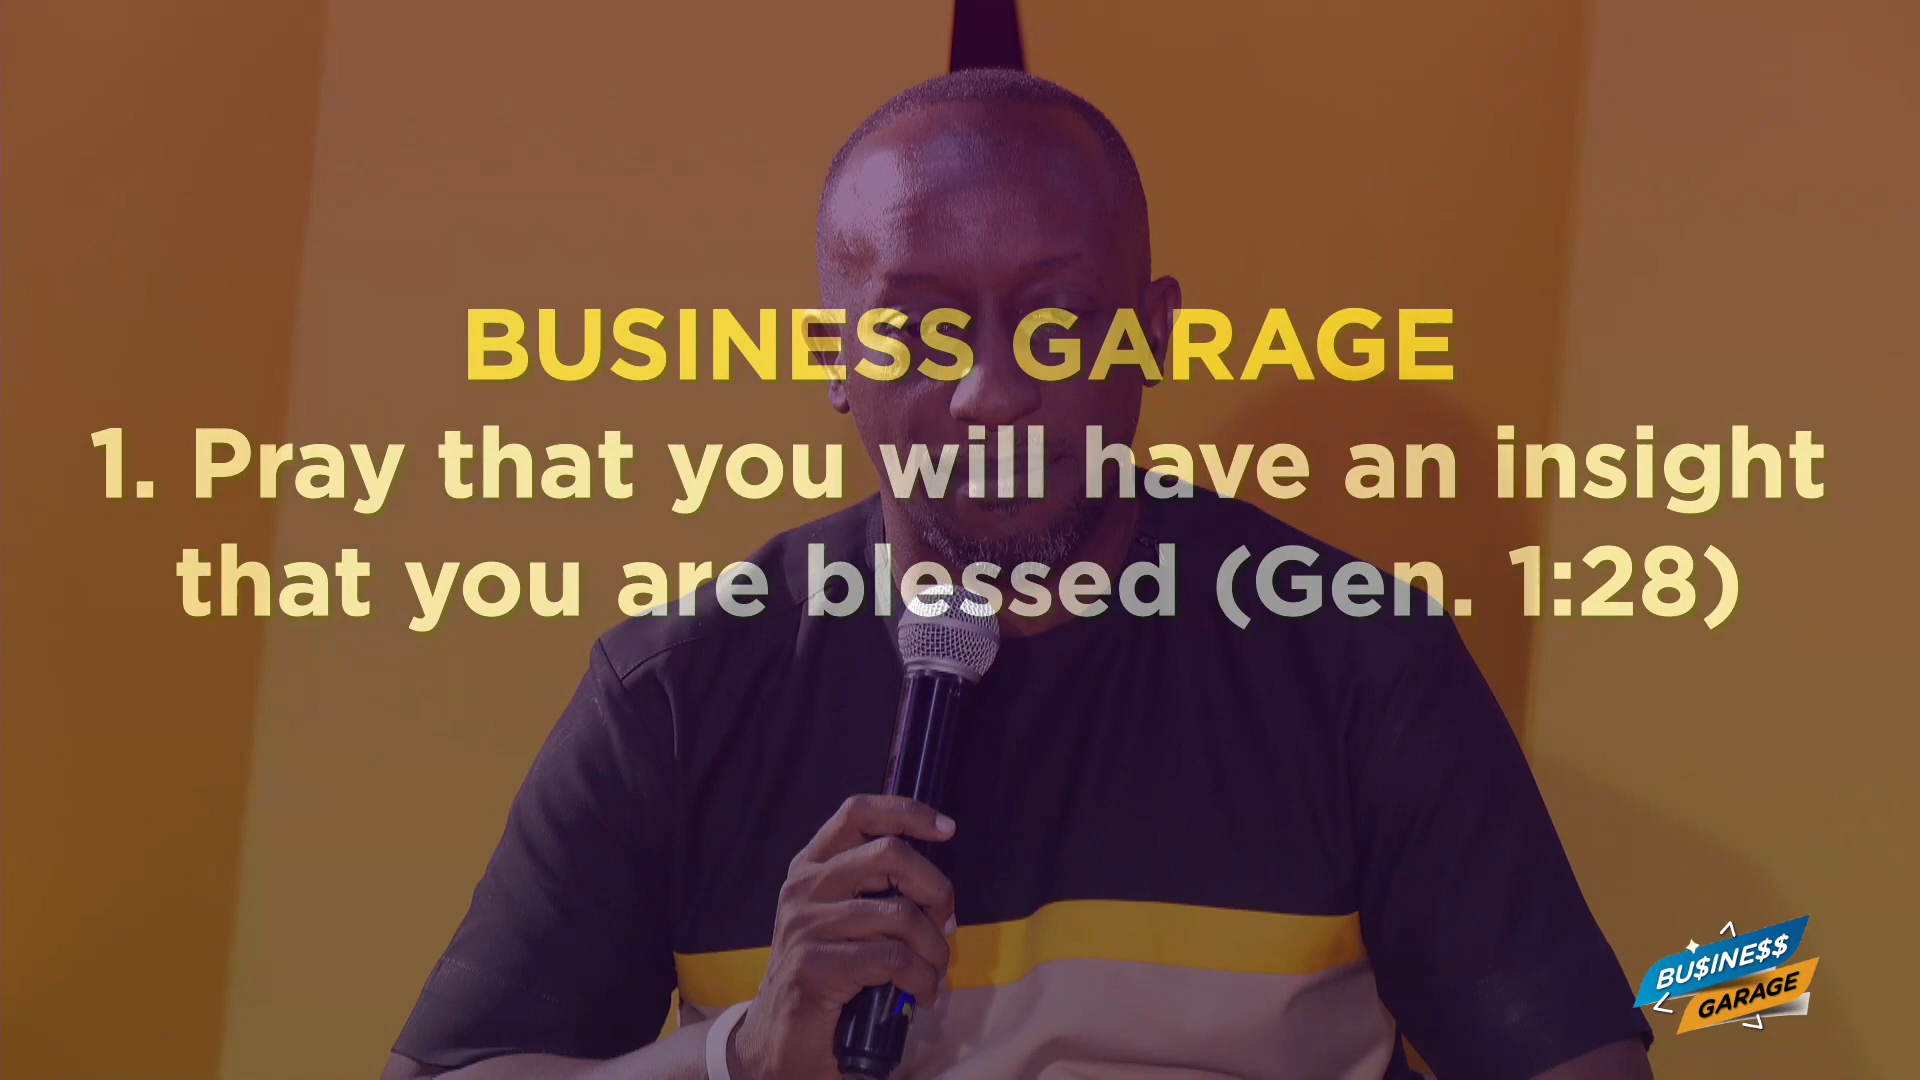 BUSINESS GARAGE
1. Pray that you will have an insight
that you are blessed (Gen. 1:28)
BU$INE$$
GARAGE